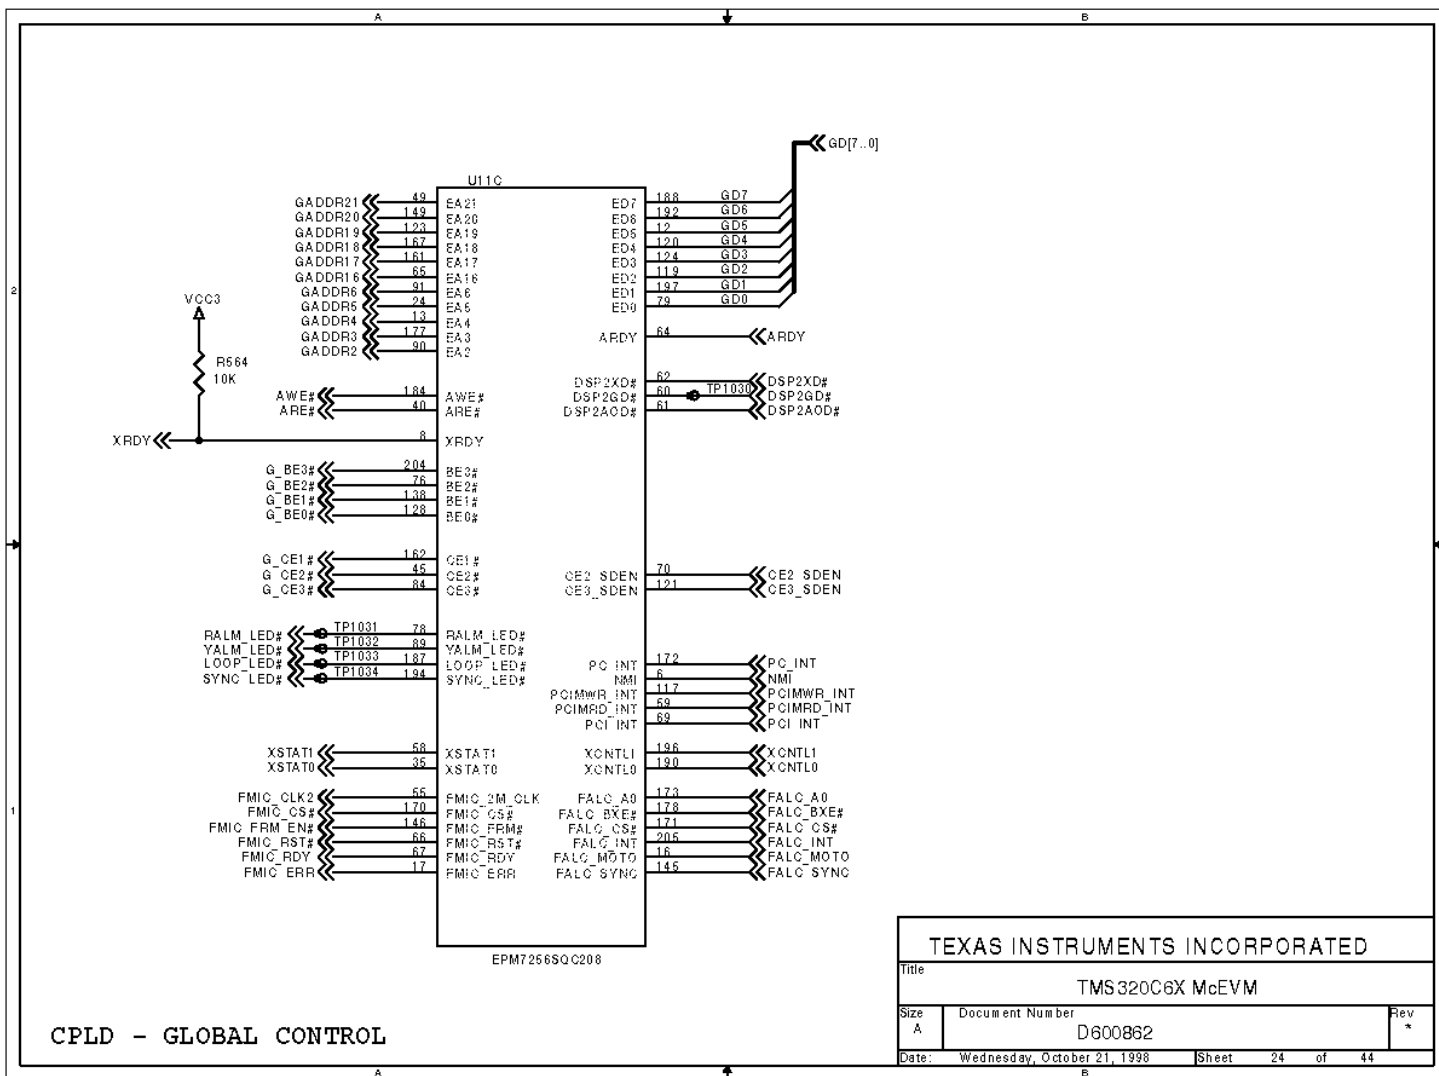 A B
GD[7..0]
U11C
GADDR21 49 EA21 ED7 188 GD7
GADDR20 149 EA20 ED6 192 GD6
GADDR19 123 EA19 ED5 12 GD5
GADDR18 167 EA18 ED4 120 GD4
GADDR17 161 EA17 ED3 124 GD3
GADDR16 65 EA16 ED2 119 GD2
GADDR6 91 EA6 ED1 197 GD1
GADDR5 24 EA5 ED0 79 GD0
GADDR4 13 EA4
GADDR3 177 EA3 ARDY 64 ARDY
GADDR2 90 EA2
2
VCC3
R564
10K
DSP2XD# 62 DSP2XD#
AWE# 184 AWE# DSP2GD# 60 TP1030 DSP2GD#
ARE# 40 ARE# DSP2AOD# 61 DSP2AOD#
XRDY 8 XRDY
G_BE3# 204 BE3#
G_BE2# 76 BE2#
G_BE1# 138 BE1#
G_BE0# 128 BE0#
G_CE1# 162 CE1#
G_CE2# 45 CE2# CE2_SDEN 70 CE2_SDEN
G_CE3# 84 CE3# CE3_SDEN 121 CE3_SDEN
RALM_LED# TP1031 78 RALM_LED#
YALM_LED# TP1032 89 YALM_LED#
LOOP_LED# TP1033 187 LOOP_LED# PC_INT 172 PC_INT
SYNC_LED# TP1034 194 SYNC_LED# NMI 6 NMI
PCIMWR_INT 117 PCIMWR_INT
PCIMRD_INT 59 PCIMRD_INT
PCI_INT 69 PCI_INT
XSTAT1 58 XSTAT1 XCNTL1 196 XCNTL1
XSTAT0 35 XSTAT0 XCNTL0 190 XCNTL0
FMIC_CLK2 55 FMIC_2M_CLK FALC_A0 173 FALC_A0
FMIC_CS# 170 FMIC_CS# FALC_BXE# 178 FALC_BXE#
FMIC_FRM_EN# 146 FMIC_FRM# FALC_CS# 171 FALC_CS#
FMIC_RST# 66 FMIC_RST# FALC_INT 205 FALC_INT
FMIC_RDY 67 FMIC_RDY FALC_MOTO 16 FALC_MOTO
FMIC_ERR 17 FMIC_ERR FALC_SYNC 145 FALC_SYNC
1
EPM7256SQC208
CPLD - GLOBAL CONTROL
TEXAS INSTRUMENTS INCORPORATED
Title
TMS320C6X McEVM
Size Document Number Rev
A D600862 *
Date: Wednesday, October 21, 1998 Sheet 24 of 44
A B